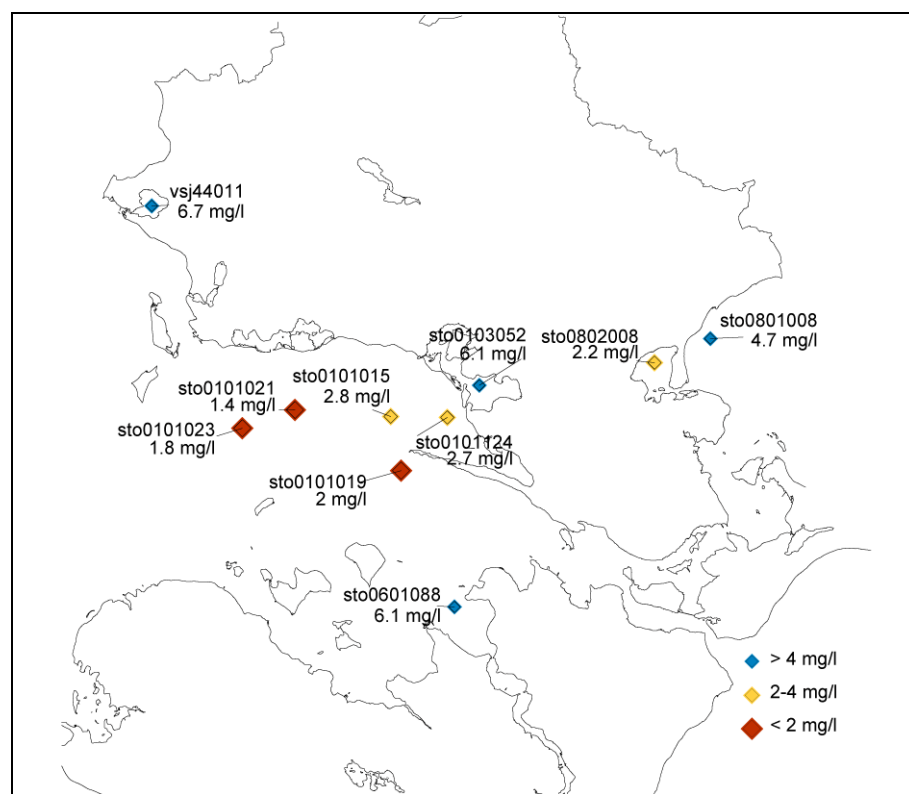 vsj44011
6.7 mg/l
sto0103052
6.1 mg/l
sto0802008
2.2 mg/l
sto0801008
4.7 mg/l
sto0101021
1.4 mg/l
sto0101015
2.8 mg/l
sto0101023
1.8 mg/l
sto0101124
2.7 mg/l
sto0101019
2 mg/l
sto0601088
6.1 mg/l
> 4 mg/l
2-4 mg/l
< 2 mg/l